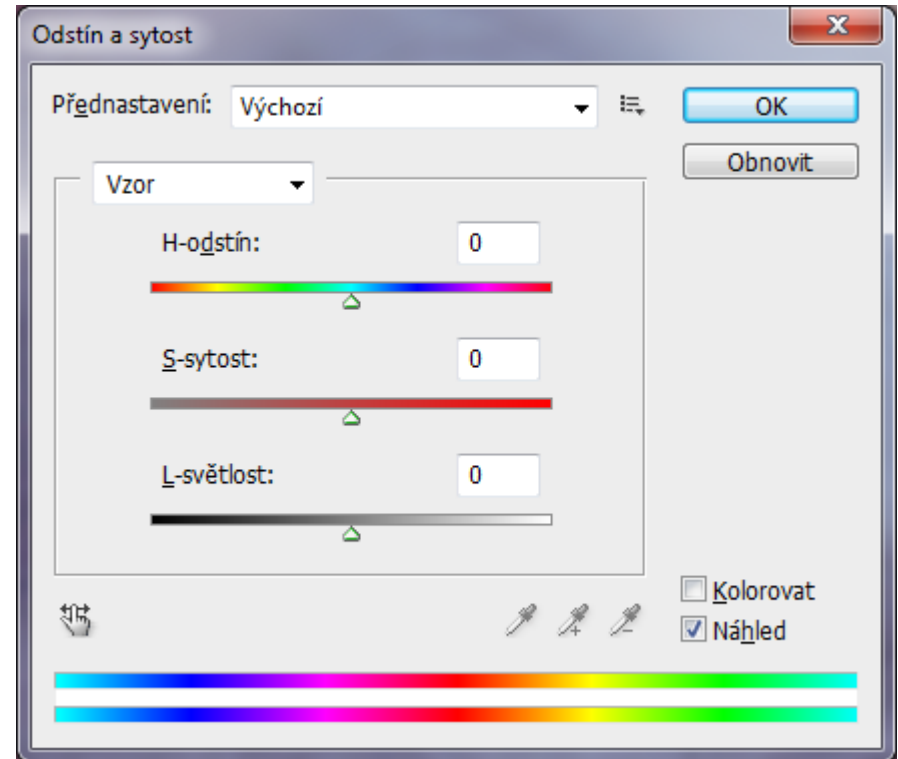 Odstín a sytost
Přednastavení: Výchozí
OK
Obnovit
Vzor
H-odstín: 0
S-sytost: 0
L-světlost: 0
Kolorovat
Náhled